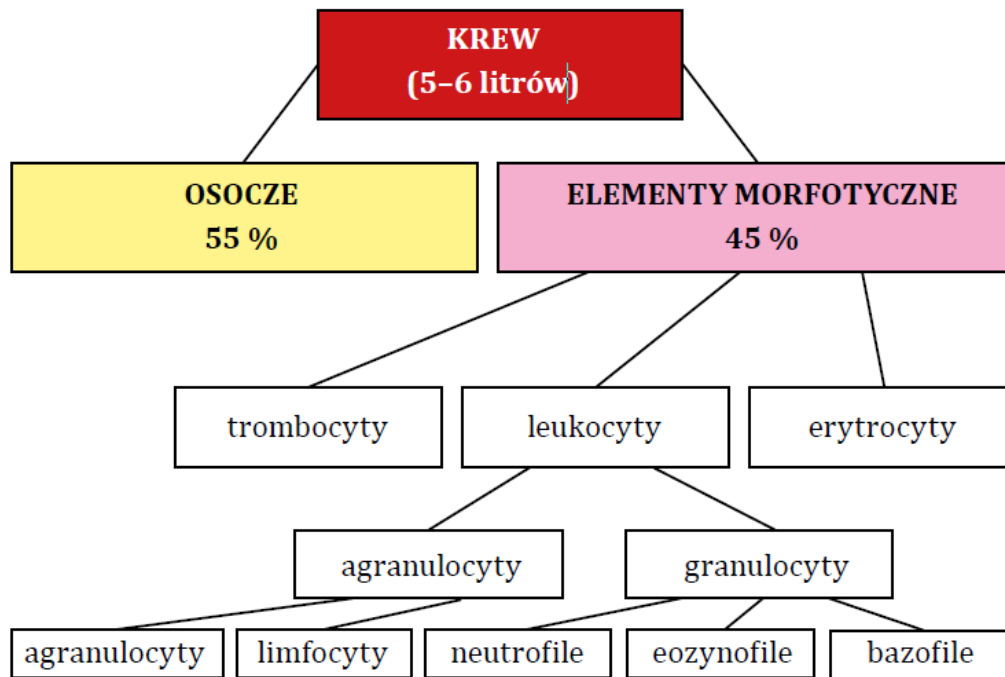 KREW
(5–6 litrów)
OSOCZE
55 %
ELEMENTY MORFOTYCZNE
45 %
trombocyty
leukocyty
erytrocyty
agranulocyty
granulocyty
agranulocyty
limfocyty
neutrofile
eozynofile
bazofile